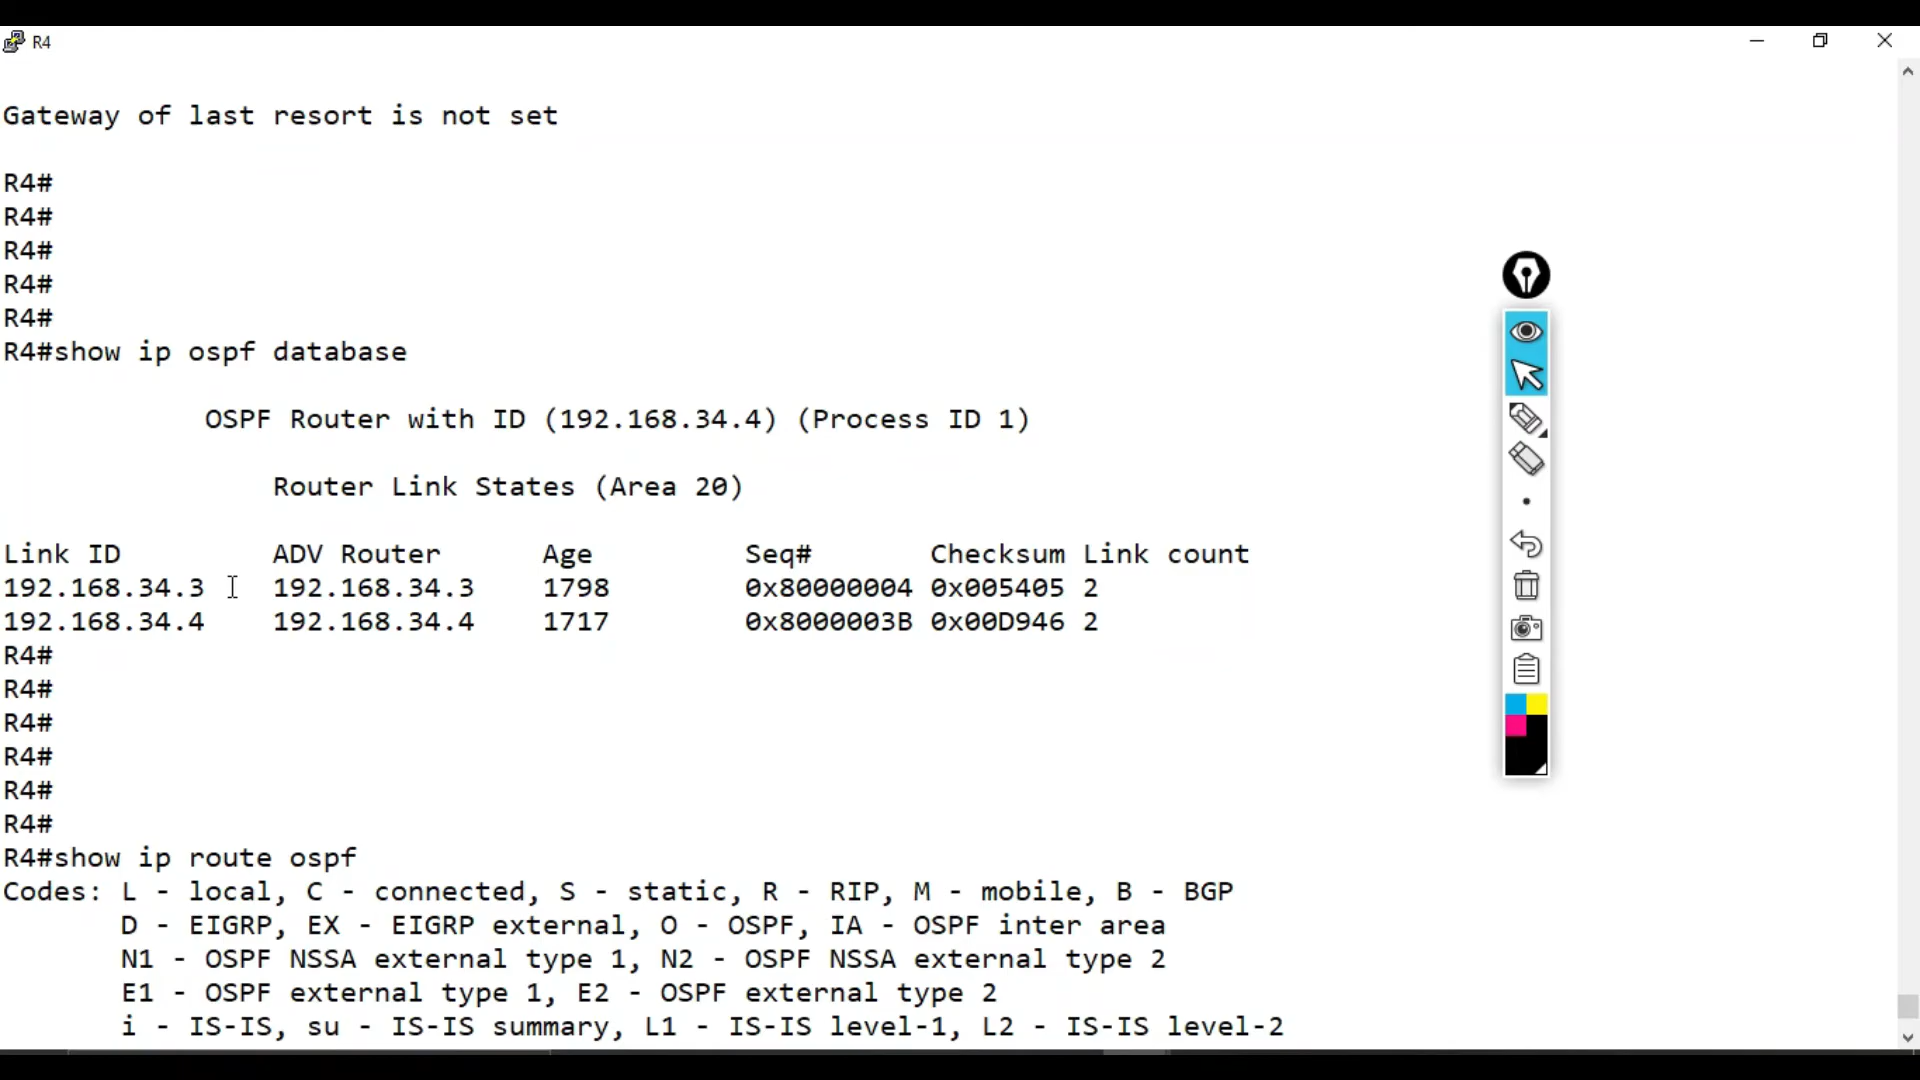 R4
Gateway of last resort is not set
R4#
R4#
R4#
R4#
R4#
R4#show ip ospf database
OSPF Router with ID (192.168.34.4) (Process ID 1)
Router Link States (Area 20)
Link ID ADV Router Age Seq# Checksum Link count
192.168.34.3 192.168.34.3 1798 0x80000004 0x005405 2
192.168.34.4 192.168.34.4 1717 0x8000003B 0x00D946 2
R4#
R4#
R4#
R4#
R4#
R4#
R4#show ip route ospf
Codes: L - local, C - connected, S - static, R - RIP, M - mobile, B - BGP
D - EIGRP, EX - EIGRP external, O - OSPF, IA - OSPF inter area
N1 - OSPF NSSA external type 1, N2 - OSPF NSSA external type 2
E1 - OSPF external type 1, E2 - OSPF external type 2
i - IS-IS, su - IS-IS summary, L1 - IS-IS level-1, L2 - IS-IS level-2